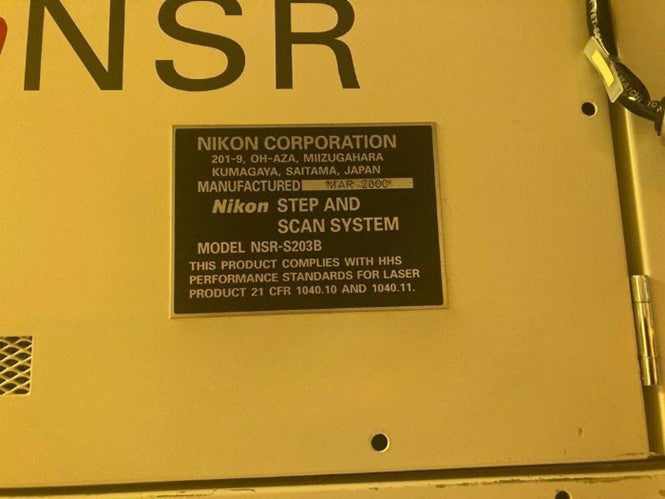 NSR
NIKON CORPORATION
201-9, OH-AZA, MIIZUGAHARA
KUMAGAYA, SAITAMA, JAPAN
MANUFACTURED MAR 2000
Nikon STEP AND
SCAN SYSTEM
MODEL NSR-S203B
THIS PRODUCT COMPLIES WITH HHS
PERFORMANCE STANDARDS FOR LASER
PRODUCT 21 CFR 1040.10 AND 1040.11.